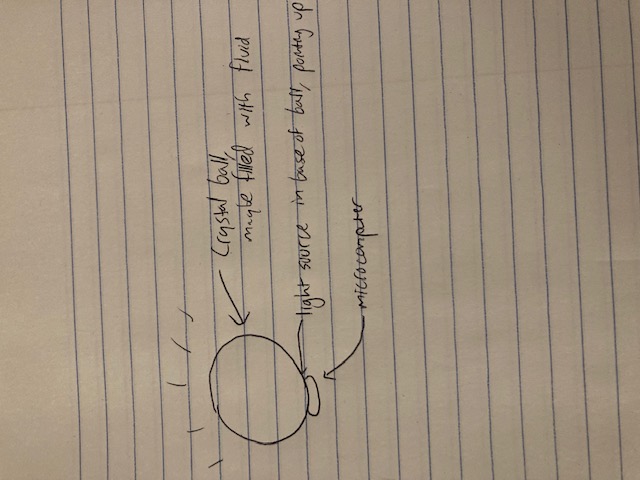 Crystal ball,
maybe filled with fluid
light source in base of ball, pointing up
microcomputer